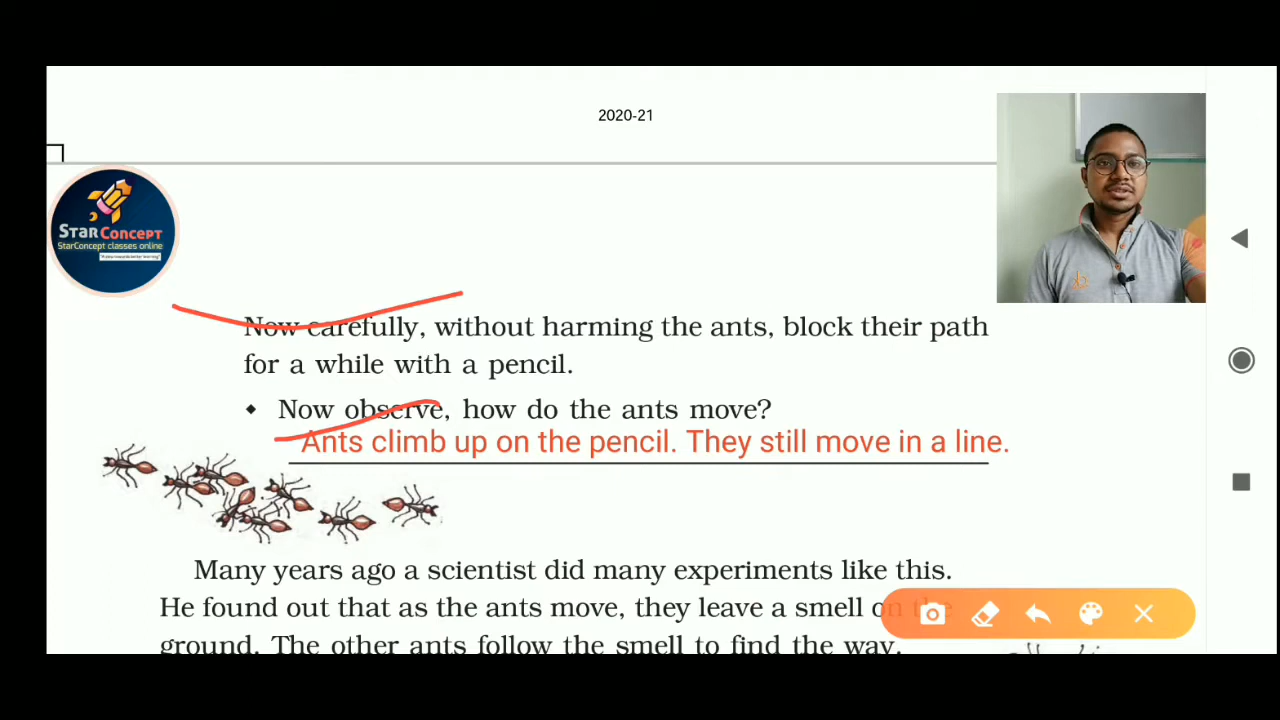 2020-21
STARCONCEPT
StarConcept classes online
Now carefully, without harming the ants, block their path
for a while with a pencil.
Now observe, how do the ants move?
Ants climb up on the pencil. They still move in a line.
Many years ago a scientist did many experiments like this.
He found out that as the ants move, they leave a smell on the
ground. The other ants follow the smell to find the way.